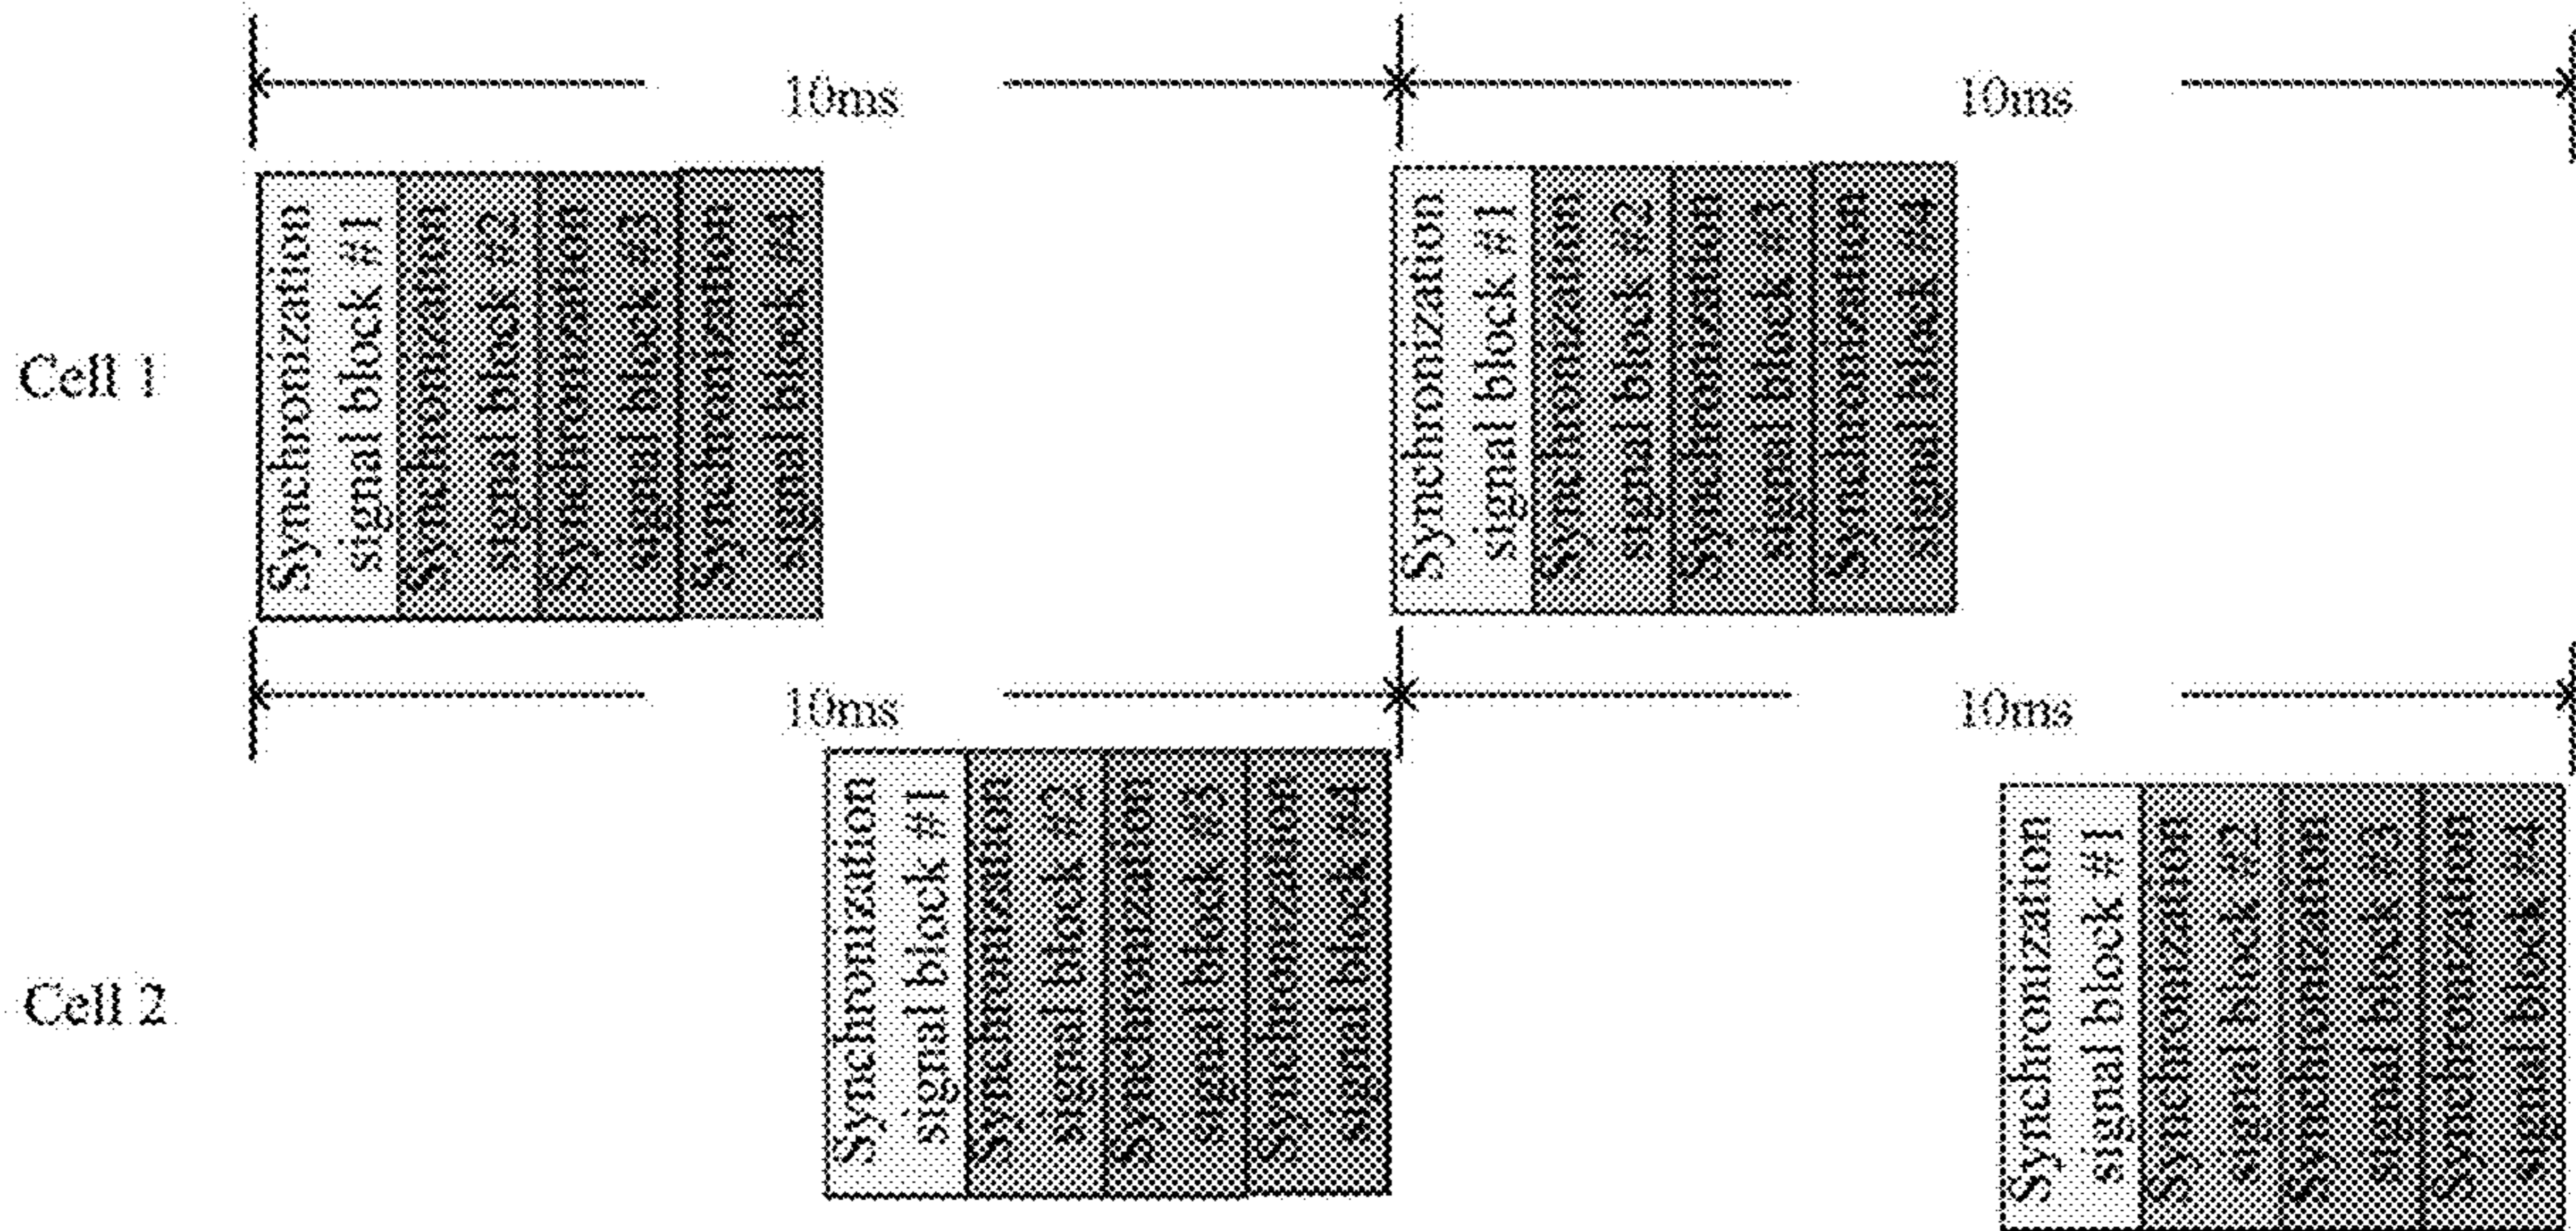 10ms
10ms
Synchronization
signal block #1
Synchronization
signal block #2
Synchronization
signal block #3
Synchronization
signal block #4
Synchronization
signal block #1
Synchronization
signal block #2
Synchronization
signal block #3
Synchronization
signal block #4
Cell 1
10ms
10ms
Synchronization
signal block #1
Synchronization
signal block #2
Synchronization
signal block #3
Synchronization
signal block #4
Synchronization
signal block #1
Synchronization
signal block #2
Synchronization
signal block #3
Synchronization
signal block #4
Cell 2